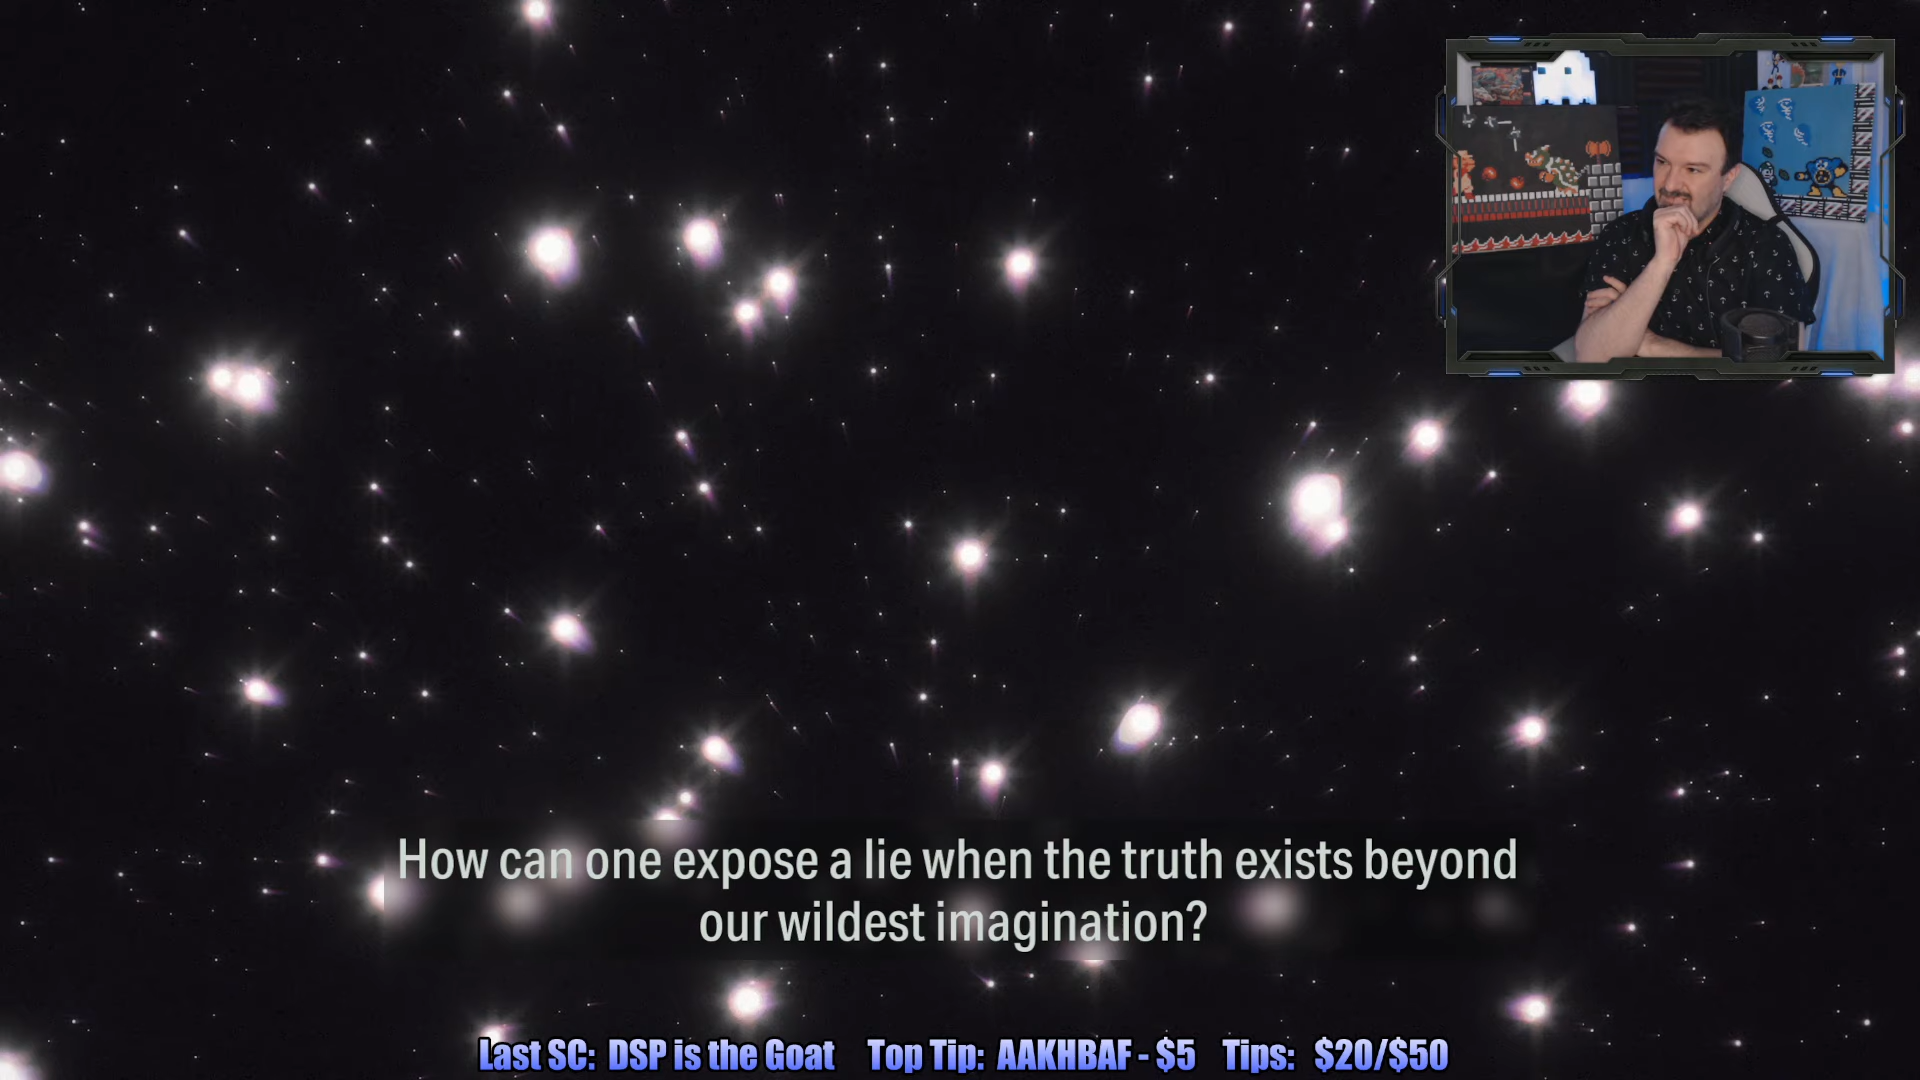 How can one expose a lie when the truth exists beyond
our wildest imagination?
Last SC: DSP is the Goat Top Tip: AAKHBAF - $5 Tips: $20/$50